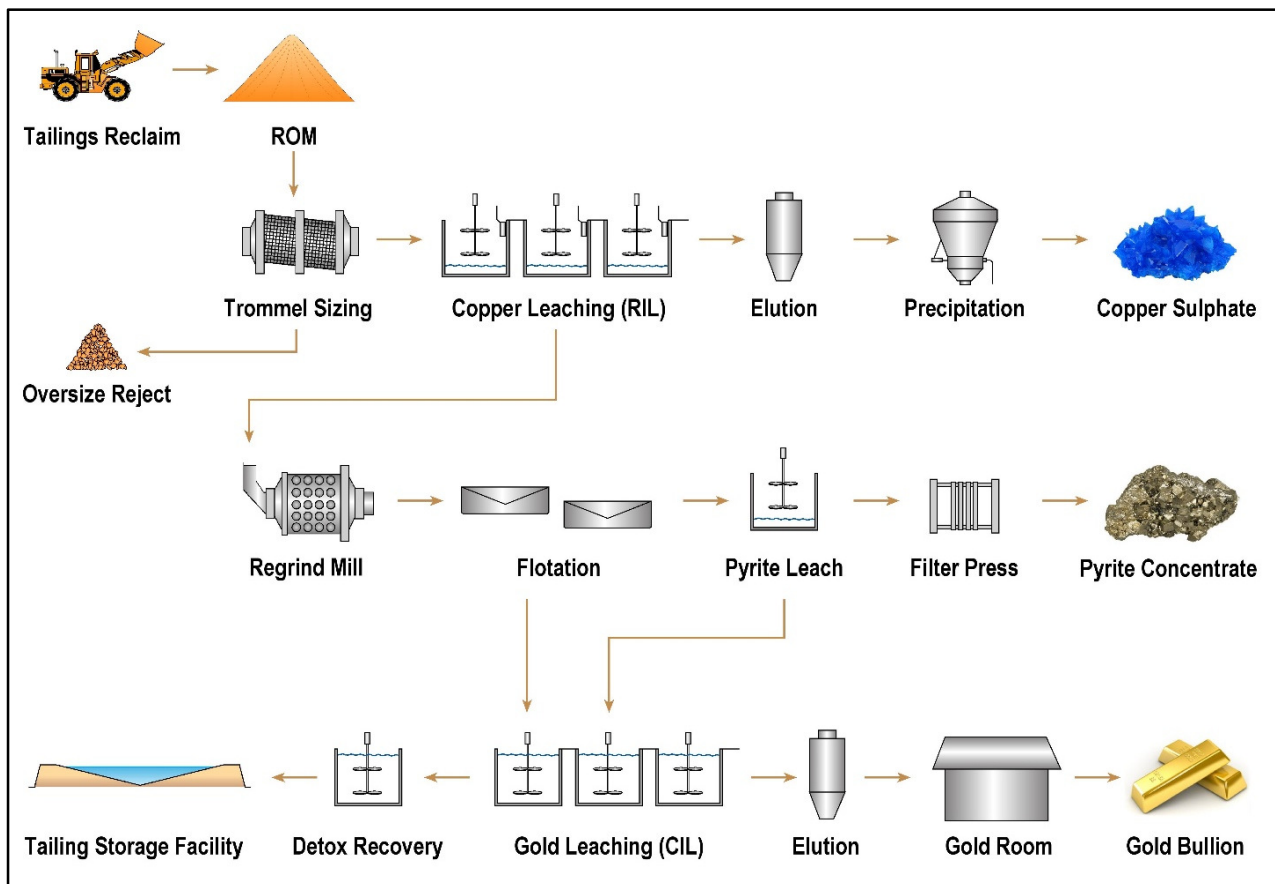 Tailings Reclaim
ROM
Trommel Sizing
Copper Leaching (RIL)
Elution
Precipitation
Copper Sulphate
Oversize Reject
Regrind Mill
Flotation
Pyrite Leach
Filter Press
Pyrite Concentrate
Tailing Storage Facility
Detox Recovery
Gold Leaching (CIL)
Elution
Gold Room
Gold Bullion